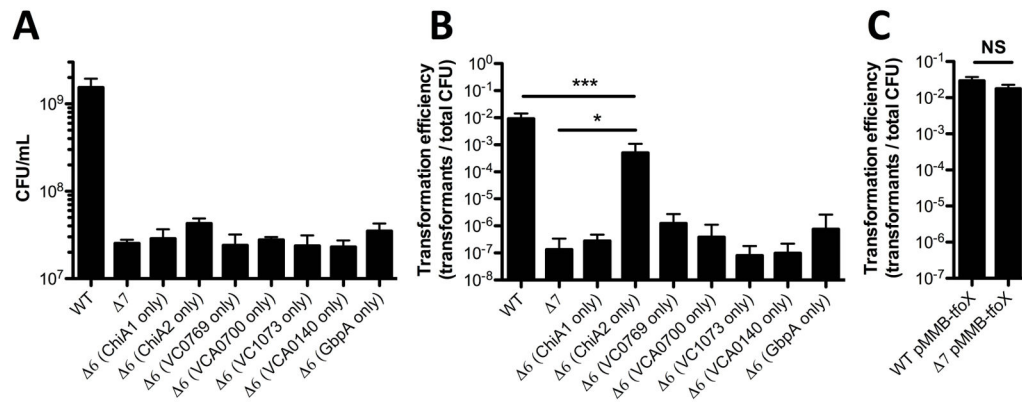 A
CFU/mL
10⁹
10⁸
10⁷
WT
Δ7
Δ6 (ChiA1 only)
Δ6 (ChiA2 only)
Δ6 (VC0769 only)
Δ6 (VCA0700 only)
Δ6 (VC1073 only)
Δ6 (VCA0140 only)
Δ6 (GbpA only)
B
Transformation efficiency
(transformants / total CFU)
10⁰
10⁻¹
10⁻²
10⁻³
10⁻⁴
10⁻⁵
10⁻⁶
10⁻⁷
10⁻⁸
***
*
WT
Δ7
Δ6 (ChiA1 only)
Δ6 (ChiA2 only)
Δ6 (VC0769 only)
Δ6 (VCA0700 only)
Δ6 (VC1073 only)
Δ6 (VCA0140 only)
Δ6 (GbpA only)
C
Transformation efficiency
(transformants / total CFU)
10⁻¹
10⁻²
10⁻³
10⁻⁴
10⁻⁵
10⁻⁶
10⁻⁷
NS
WT pMMB-tfoX
Δ7 pMMB-tfoX